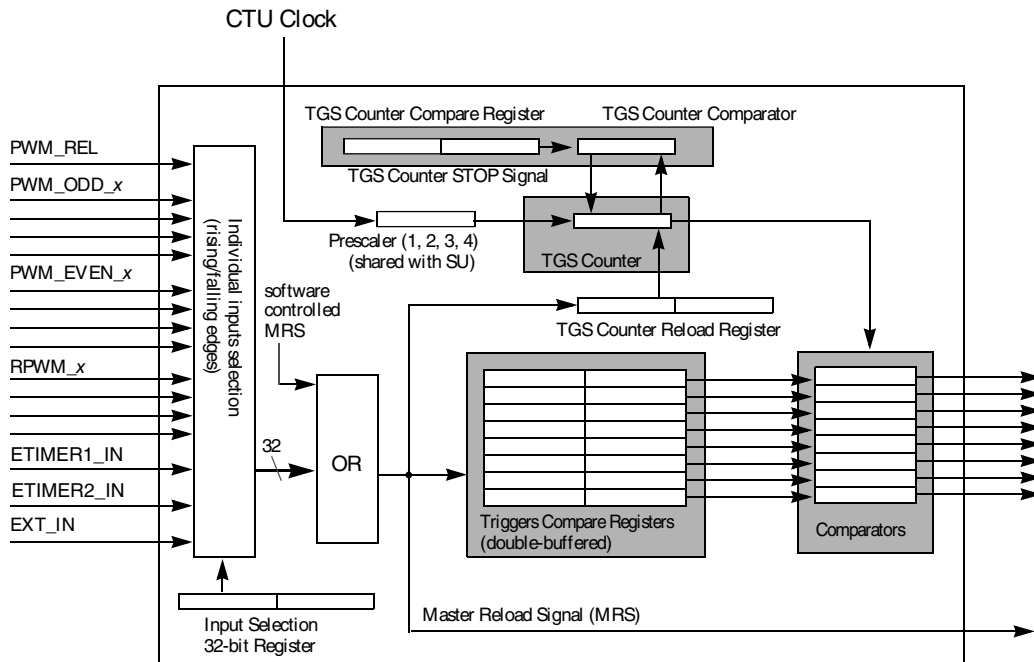 CTU Clock
TGS Counter Compare Register
TGS Counter Comparator
TGS Counter STOP Signal
PWM_REL
PWM_ODD_x
PWM_EVEN_x
RPWM_x
ETIMER1_IN
ETIMER2_IN
EXT_IN
Individual inputs selection
(rising/falling edges)
Prescaler (1, 2, 3, 4)
(shared with SU)
TGS Counter
software
controlled
MRS
TGS Counter Reload Register
32
OR
Triggers Compare Registers
(double-buffered)
Comparators
Input Selection
32-bit Register
Master Reload Signal (MRS)